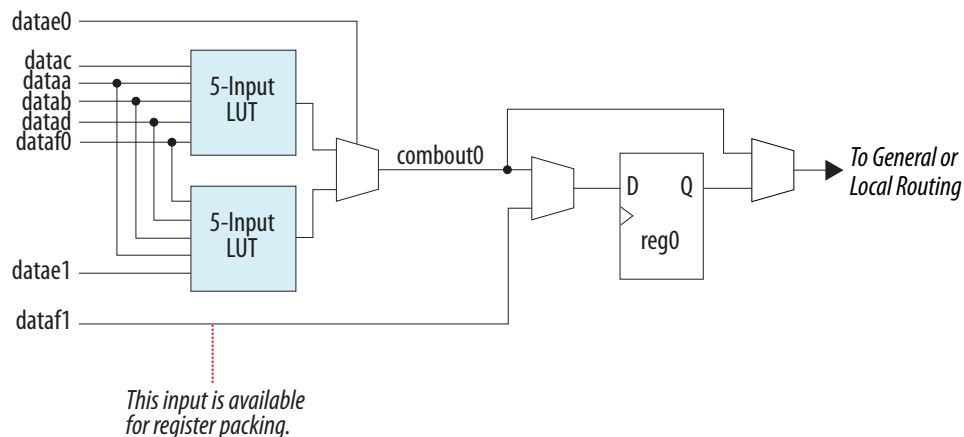 datae0
datac
dataa
datab
datad
dataf0
5-Input
LUT
combout0
To General or
Local Routing
D Q
reg0
5-Input
LUT
datae1
dataf1
This input is available
for register packing.